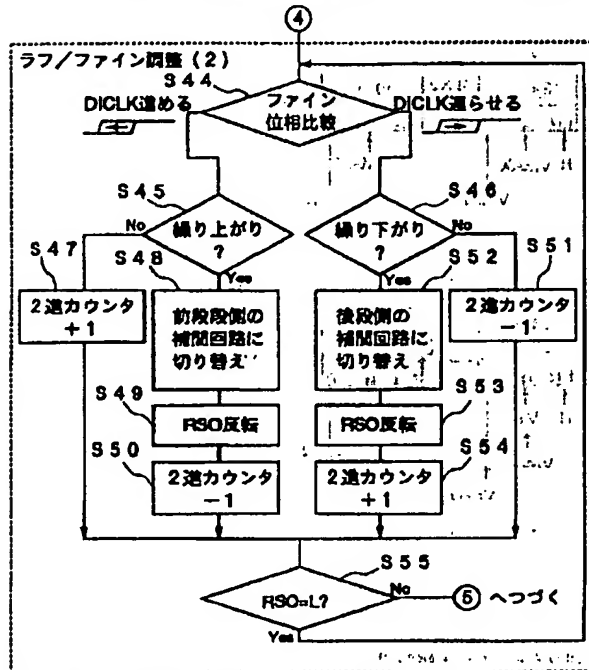 ④
ラフ/ファイン調整(2)
S44
DICLK進める
ファイン
位相比較
DICLK遅らせる
S45
S46
No
繰り上がり
?
繰り下がり
?
No
S47
S48
Yes
Yes
S52
S51
2進カウンタ
+1
前段段側の
補間回路に
切り替え
後段側の
補間回路に
切り替え
2進カウンタ
-1
S49
S53
RSO反転
RSO反転
S50
S54
2進カウンタ
-1
2進カウンタ
+1
S55
RSO=L?
No
⑤ へつづく
Yes